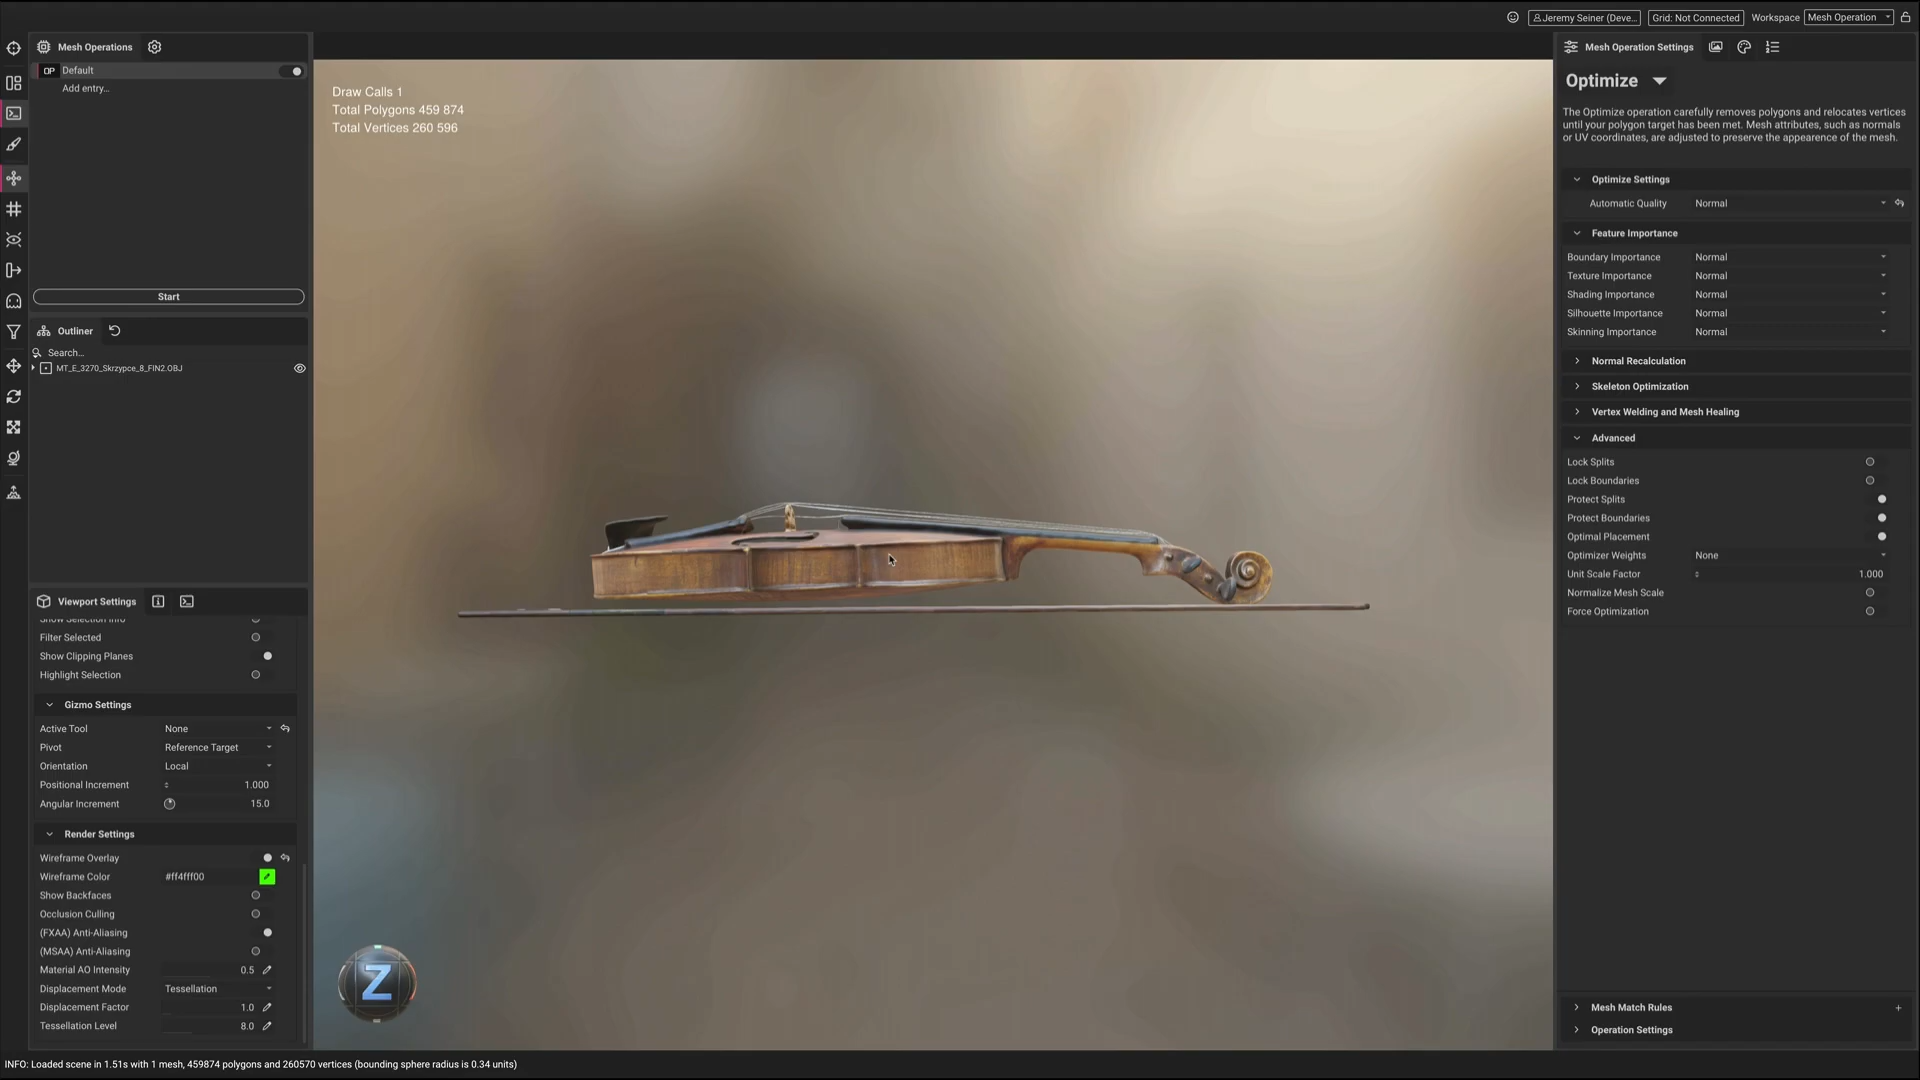 Jeremy Seiner (Deve...
Grid: Not Connected
Workspace
Mesh Operation
Mesh Operations
OP
Default
Add entry...
Start
Outliner
Search...
MT_E_3270_Skrzypce_8_FIN2.OBJ
Viewport Settings
Show Selection Info
Filter Selected
Show Clipping Planes
Highlight Selection
Gizmo Settings
Active Tool None
Pivot Reference Target
Orientation Local
Positional Increment 1.000
Angular Increment 15.0
Render Settings
Wireframe Overlay
Wireframe Color #ff4fff00
Show Backfaces
Occlusion Culling
(FXAA) Anti-Aliasing
(MSAA) Anti-Aliasing
Material AO Intensity 0.5
Displacement Mode Tessellation
Displacement Factor 1.0
Tessellation Level 8.0
Draw Calls 1
Total Polygons 459 874
Total Vertices 260 596
Z
Mesh Operation Settings
Optimize
The Optimize operation carefully removes polygons and relocates vertices
until your polygon target has been met. Mesh attributes, such as normals
or UV coordinates, are adjusted to preserve the appearence of the mesh.
Optimize Settings
Automatic Quality Normal
Feature Importance
Boundary Importance Normal
Texture Importance Normal
Shading Importance Normal
Silhouette Importance Normal
Skinning Importance Normal
Normal Recalculation
Skeleton Optimization
Vertex Welding and Mesh Healing
Advanced
Lock Splits
Lock Boundaries
Protect Splits
Protect Boundaries
Optimal Placement
Optimizer Weights None
Unit Scale Factor 1.000
Normalize Mesh Scale
Force Optimization
Mesh Match Rules +
Operation Settings
INFO: Loaded scene in 1.51s with 1 mesh, 459874 polygons and 260570 vertices (bounding sphere radius is 0.34 units)